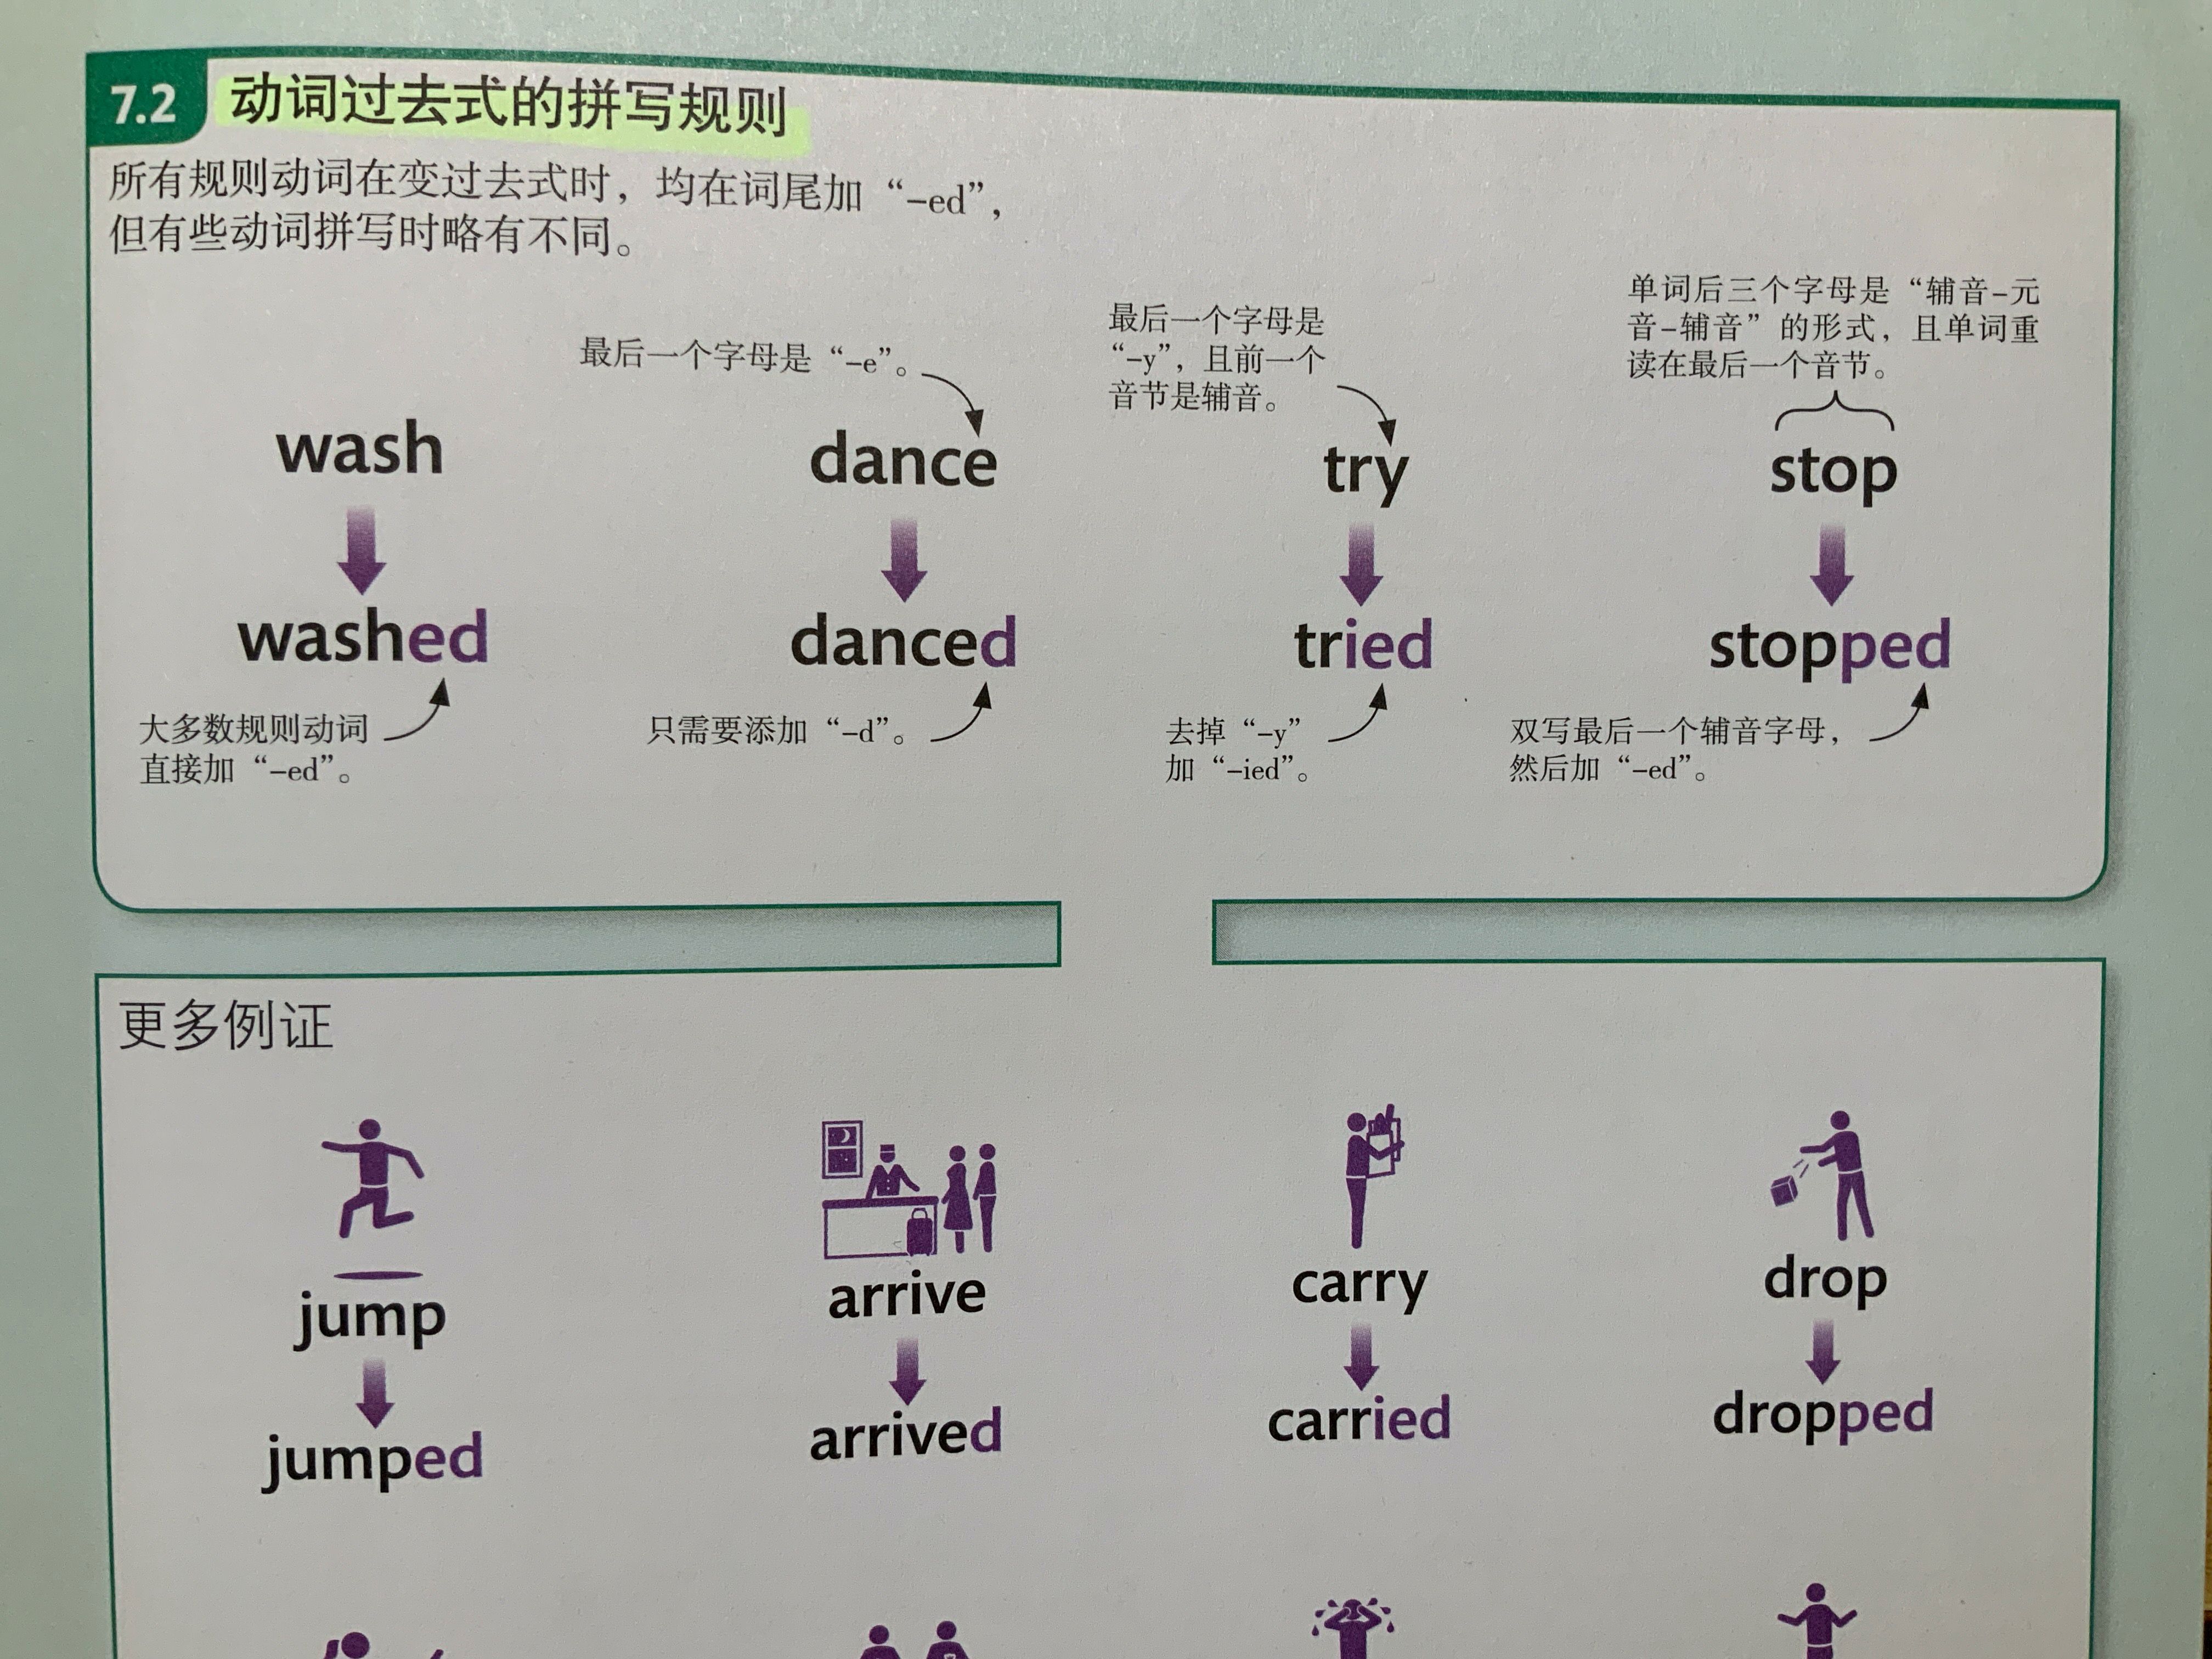 7.2 动词过去式的拼写规则
所有规则动词在变过去式时，均在词尾加“-ed”，
但有些动词拼写时略有不同。
wash
washed
大多数规则动词
直接加“-ed”。
最后一个字母是“-e”。
dance
danced
只需要添加“-d”。
最后一个字母是
“-y”，且前一个
音节是辅音。
try
tried
去掉“-y”
加“-ied”。
单词后三个字母是“辅音-元
音-辅音”的形式，且单词重
读在最后一个音节。
stop
stopped
双写最后一个辅音字母，
然后加“-ed”。
更多例证
jump
jumped
arrive
arrived
carry
carried
drop
dropped